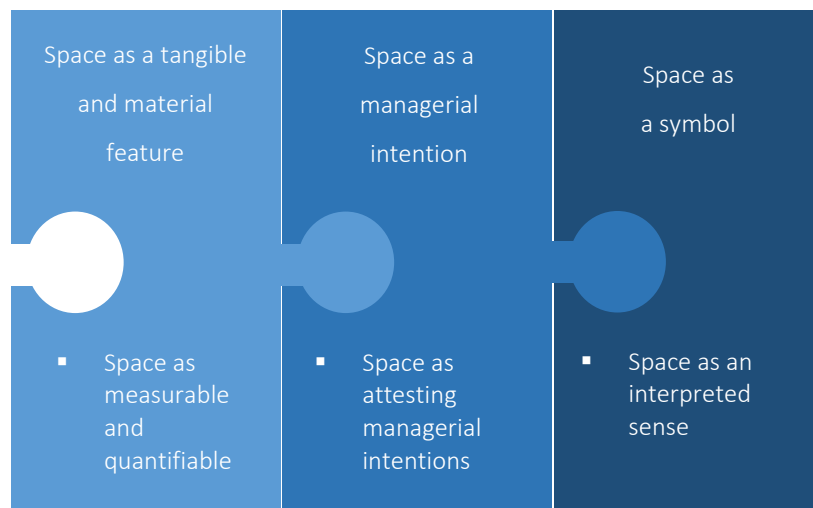 Space as a tangible
and material
feature
Space as a
managerial
intention
Space as
a symbol
▪ Space as
measurable
and
quantifiable
▪ Space as
attesting
managerial
intentions
▪ Space as an
interpreted
sense